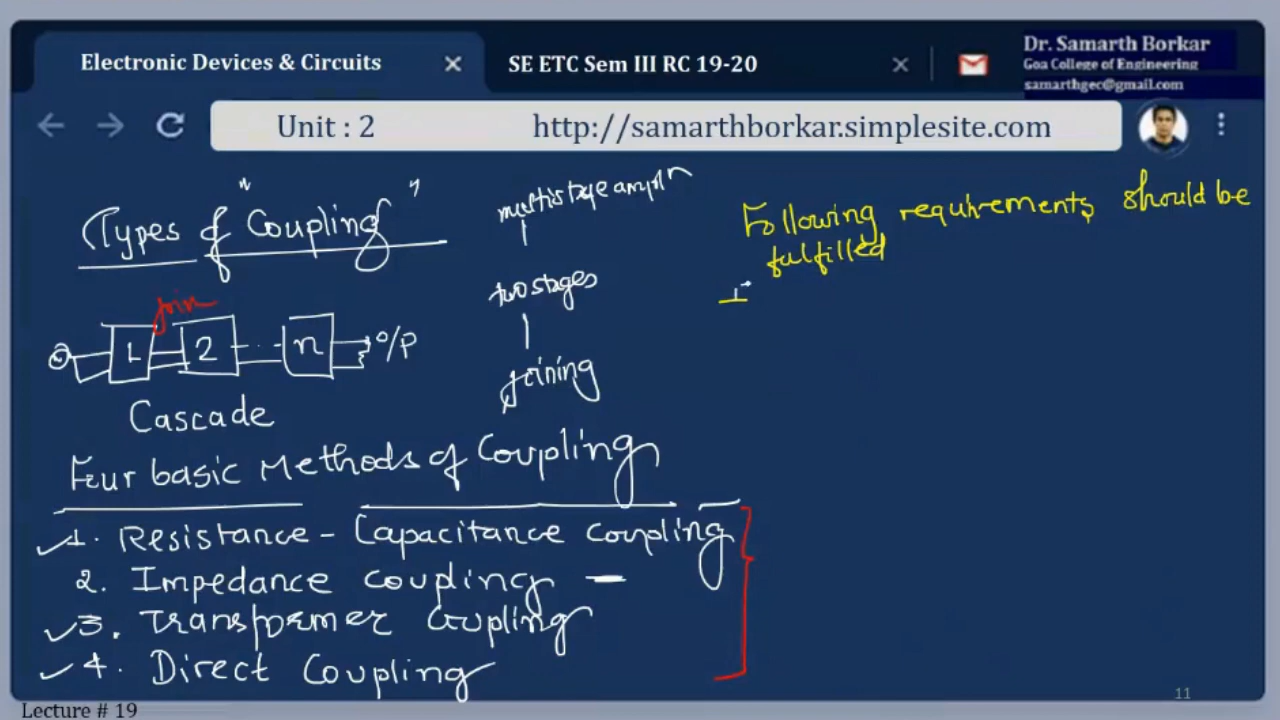 Electronic Devices & Circuits
SE ETC Sem III RC 19-20
Dr. Samarth Borkar
Goa College of Engineering
samarthgec@gmail.com
Unit : 2
http://samarthborkar.simplesite.com
Types of "Coupling"
join
1 2 ... n O/P
Cascade
multistage amplr
two stages
joining
Four basic Methods of Coupling
1. Resistance - Capacitance coupling
2. Impedance coupling -
3. Transformer Coupling
4. Direct Coupling
Following requirements should be
fulfilled
11
Lecture # 19